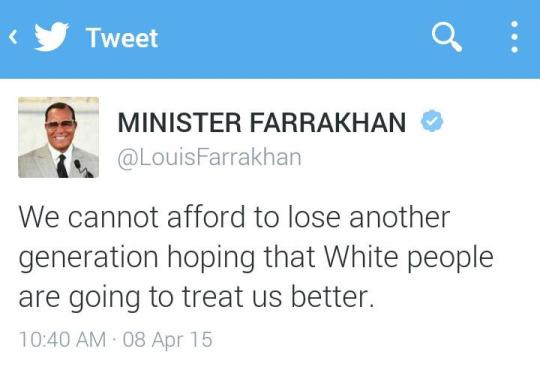 Tweet
MINISTER FARRAKHAN
@LouisFarrakhan
We cannot afford to lose another
generation hoping that White people
are going to treat us better.
10:40 AM · 08 Apr 15